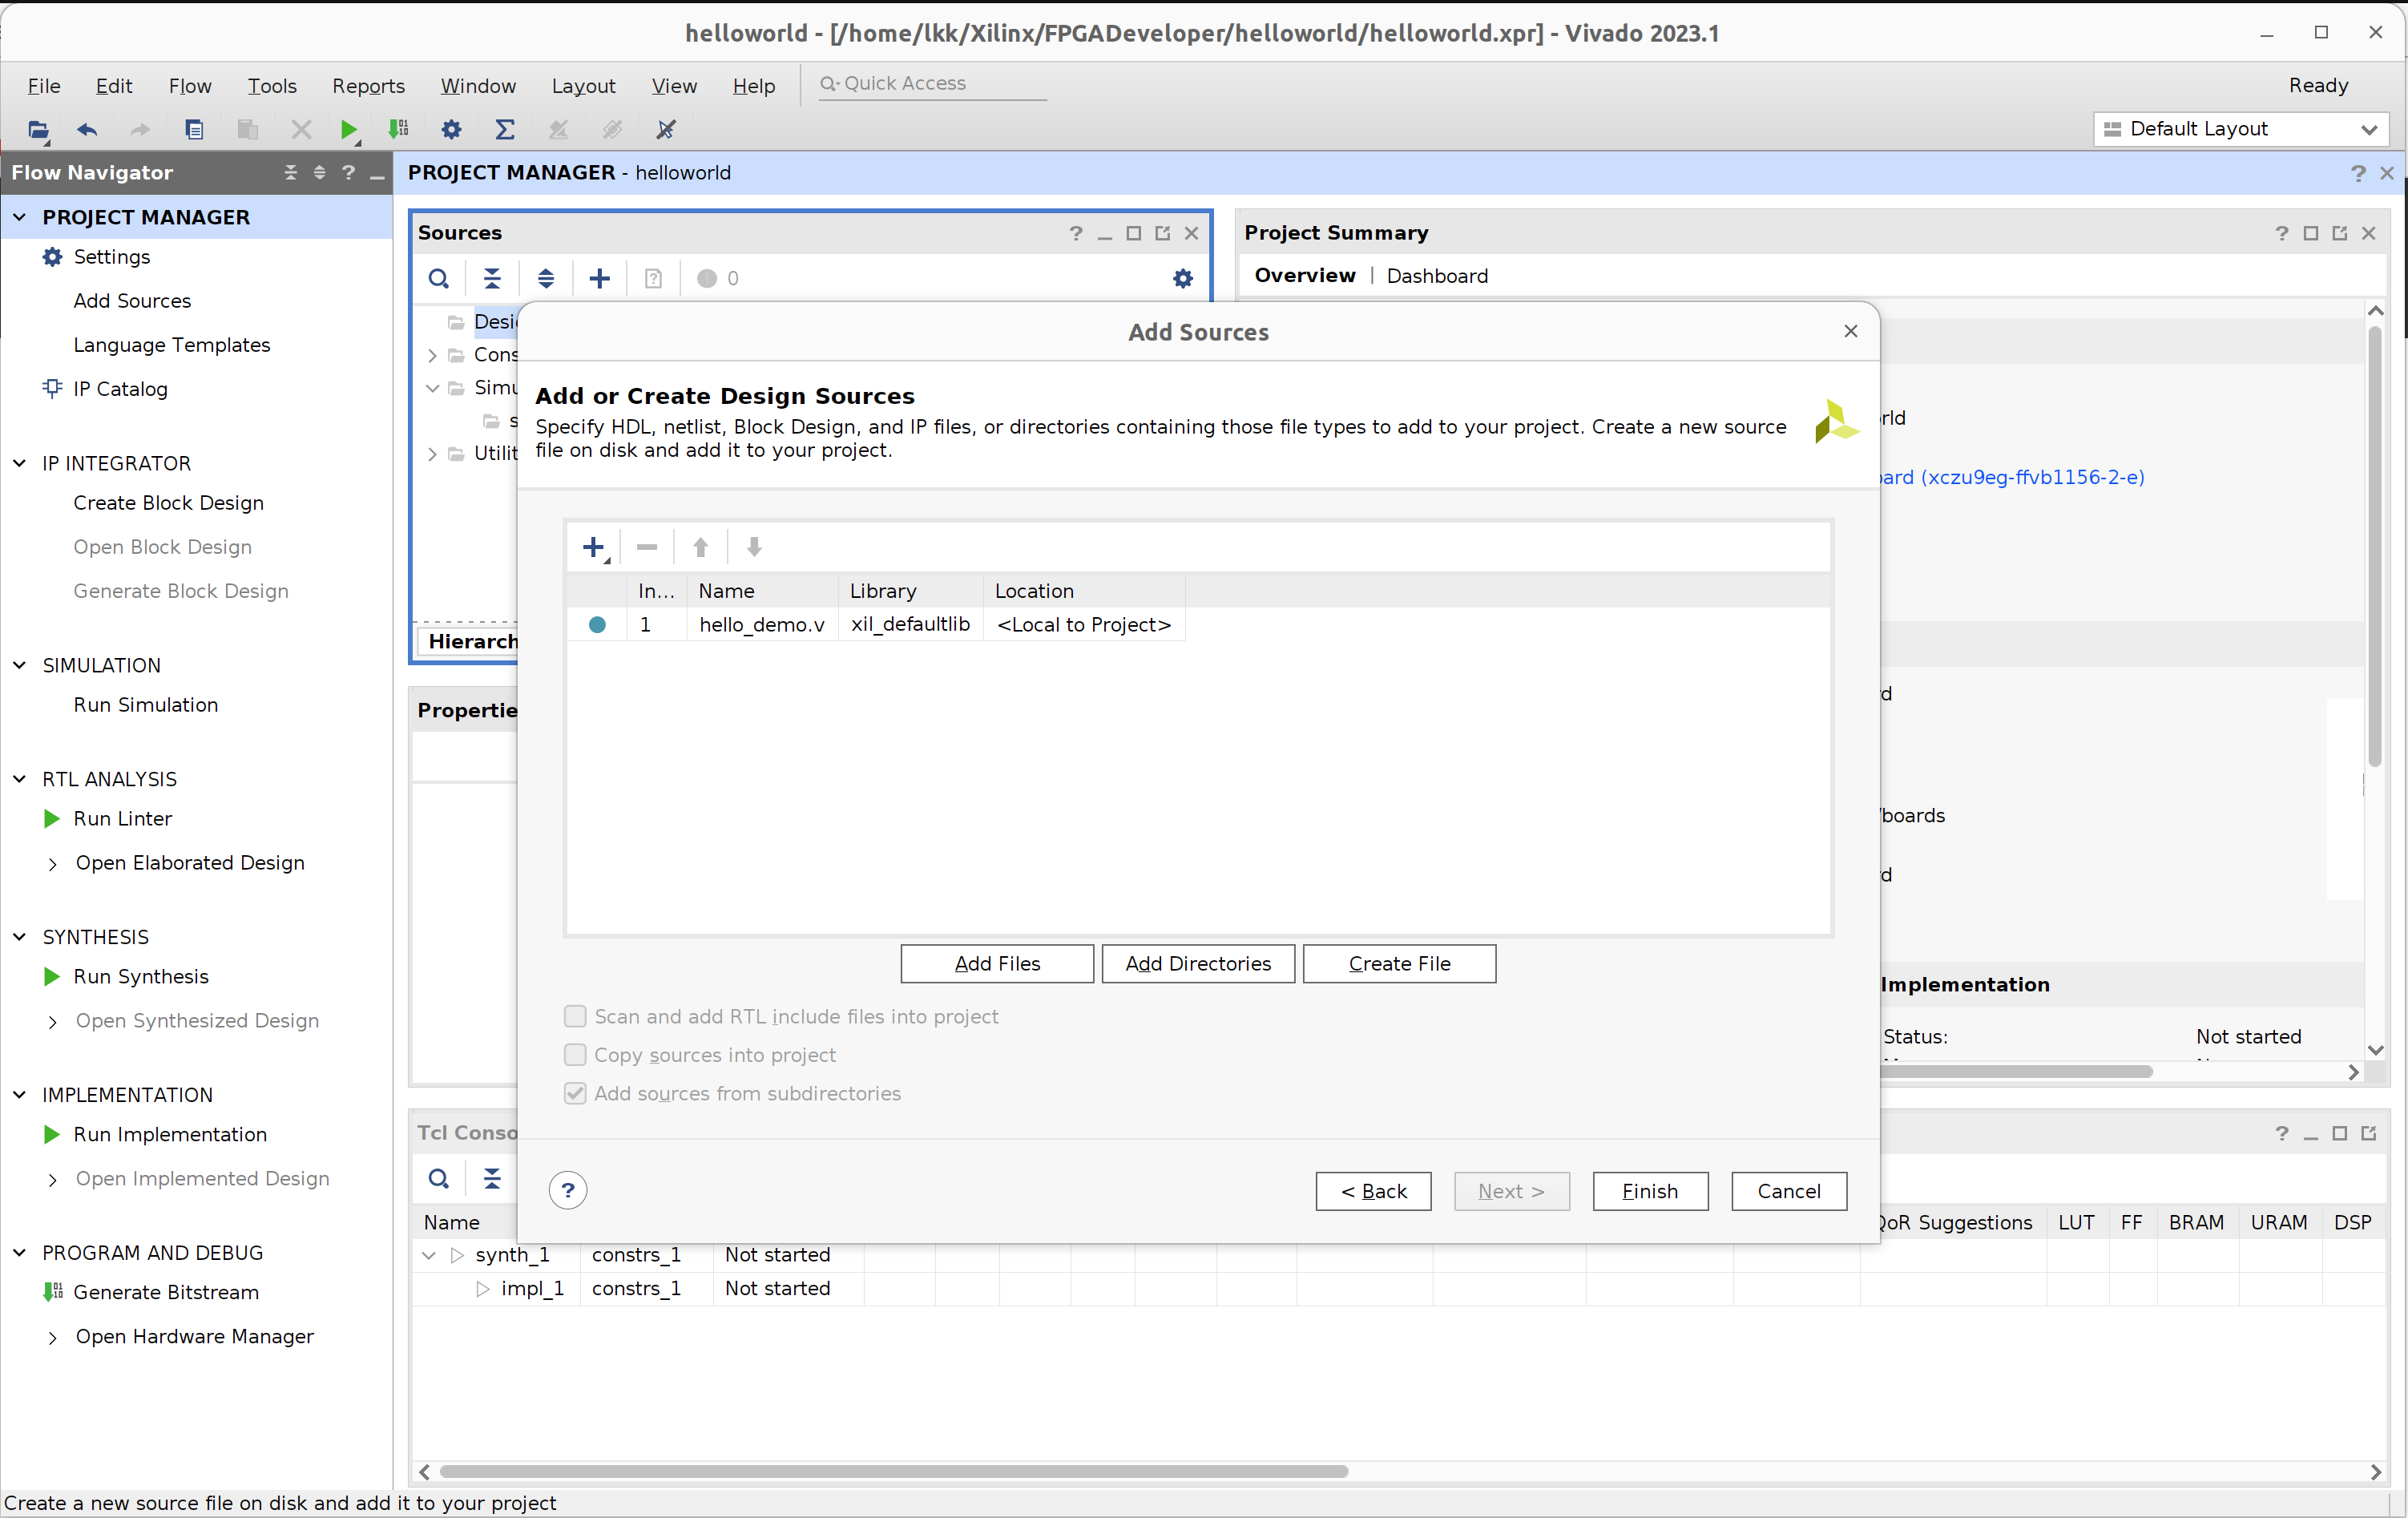 helloworld - [/home/lkk/Xilinx/FPGADeveloper/helloworld/helloworld.xpr] - Vivado 2023.1
File Edit Flow Tools Reports Window Layout View Help Quick Access Ready
Default Layout
Flow Navigator
PROJECT MANAGER
Settings
Add Sources
Language Templates
IP Catalog
IP INTEGRATOR
Create Block Design
Open Block Design
Generate Block Design
SIMULATION
Run Simulation
RTL ANALYSIS
Run Linter
Open Elaborated Design
SYNTHESIS
Run Synthesis
Open Synthesized Design
IMPLEMENTATION
Run Implementation
Open Implemented Design
PROGRAM AND DEBUG
Generate Bitstream
Open Hardware Manager
PROJECT MANAGER - helloworld
Sources
0
Desi
Cons
Simu
s
Utilit
Hierarch
Propertie
Project Summary
Overview | Dashboard
rld
ard (xczu9eg-ffvb1156-2-e)
d
/boards
d
Implementation
Status: Not started
Add Sources
Add or Create Design Sources
Specify HDL, netlist, Block Design, and IP files, or directories containing those file types to add to your project. Create a new source
file on disk and add it to your project.
In... Name Library Location
1 hello_demo.v xil_defaultlib <Local to Project>
Add Files Add Directories Create File
Scan and add RTL include files into project
Copy sources into project
Add sources from subdirectories
? < Back Next > Finish Cancel
Tcl Conso
Name QoR Suggestions LUT FF BRAM URAM DSP
synth_1 constrs_1 Not started
impl_1 constrs_1 Not started
Create a new source file on disk and add it to your project